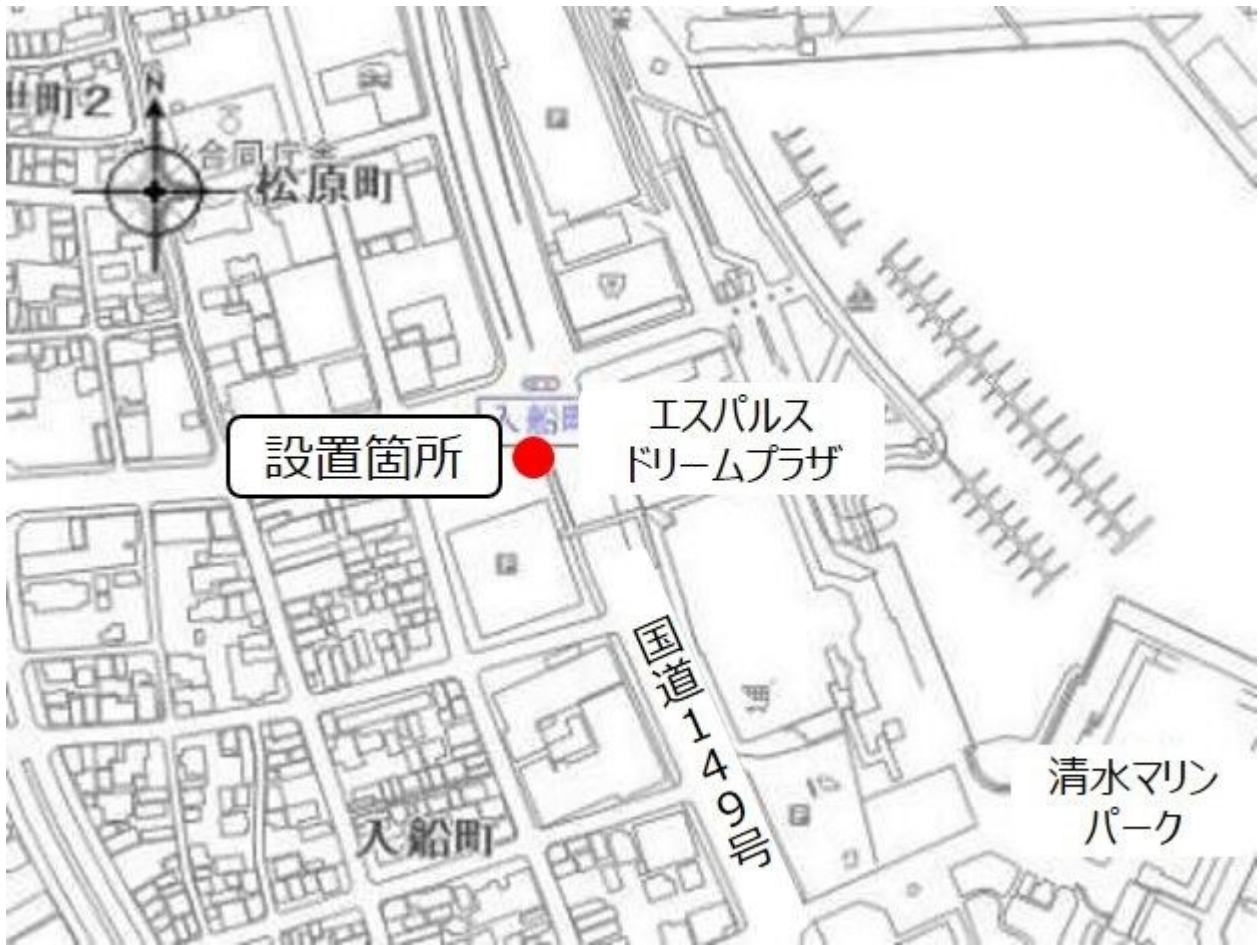 町2
N
合同庁舎
松原町
入船町
設置箇所
エスパルス
ドリームプラザ
国道149号
清水マリン
パーク
入船町